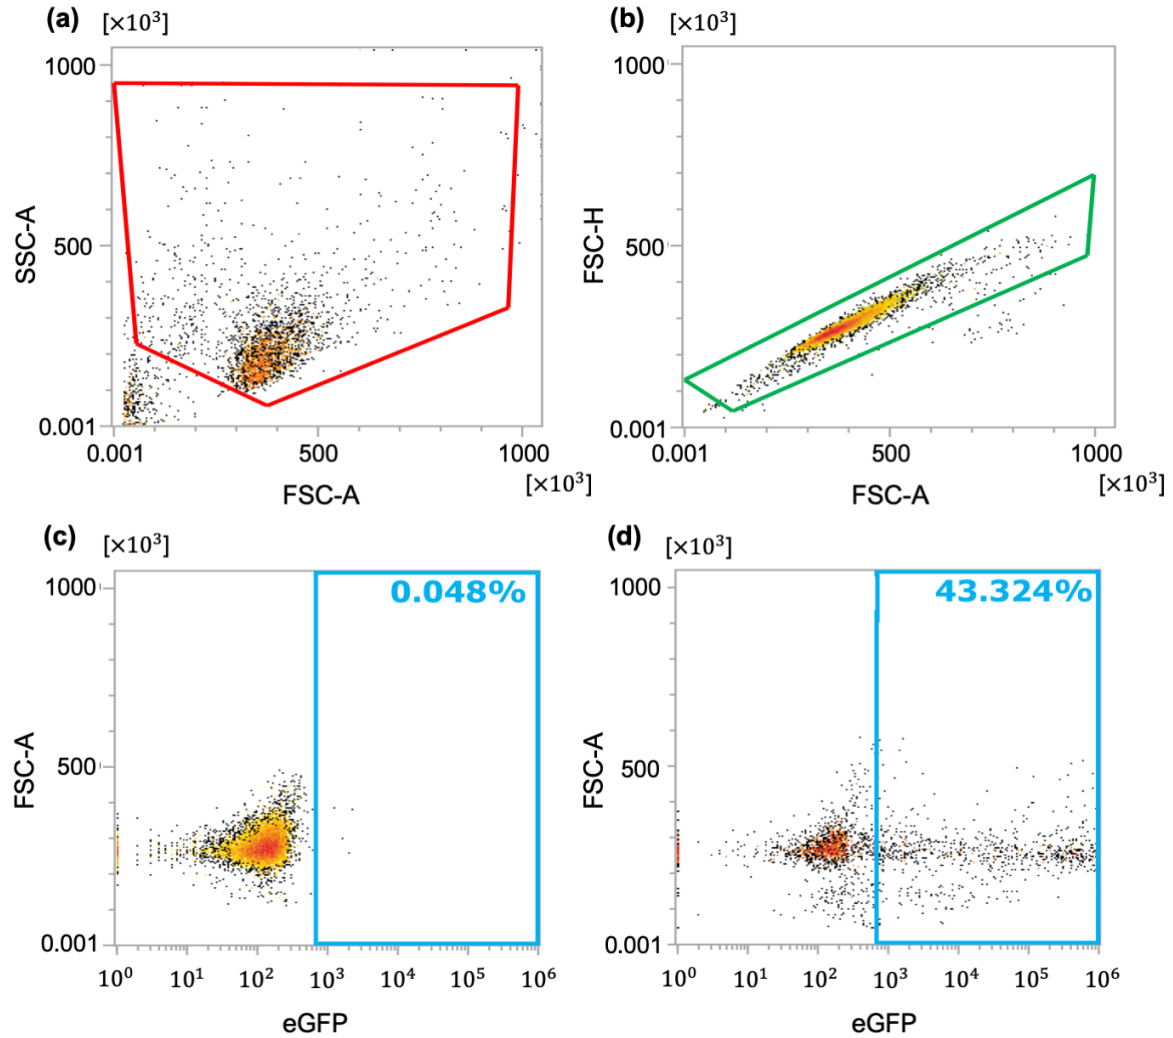 (a) [×10³]
1000
500
0.001
SSC-A
0.001 500 1000
[×10³]
FSC-A
(b) [×10³]
1000
500
0.001
FSC-H
0.001 500 1000
[×10³]
FSC-A
(c) [×10³]
1000
500
0.001
FSC-A
0.048%
10⁰ 10¹ 10² 10³ 10⁴ 10⁵ 10⁶
eGFP
(d) [×10³]
1000
500
0.001
FSC-A
43.324%
10⁰ 10¹ 10² 10³ 10⁴ 10⁵ 10⁶
eGFP